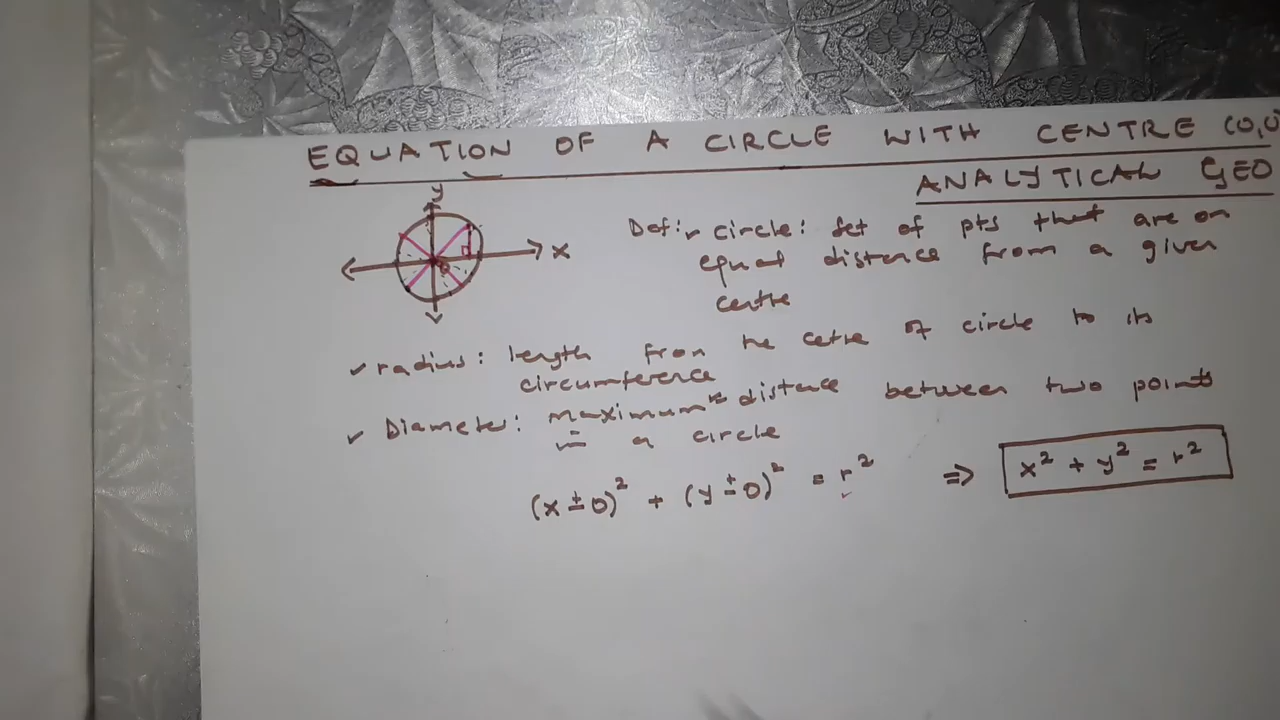 EQUATION OF A CIRCLE WITH CENTRE (0,0
ANALYTICAL GEO
y
x
Def: circle: set of pts that are on
equal distance from a given
centre
✓ radius: length from the cetre of circle to its
circumference
✓ Diameter: maximum distance between two points
in a circle
(x ± 0)² + (y ± 0)² = r² ⇒ x² + y² = r²